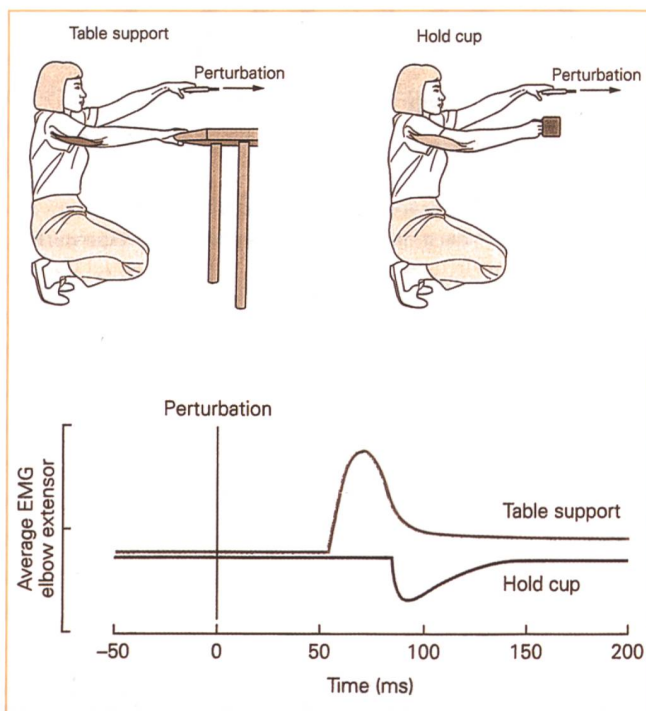 Table support
Hold cup
Perturbation
Perturbation
Perturbation
Average EMG
elbow extensor
Table support
Hold cup
–50
0
50
100
150
200
Time (ms)